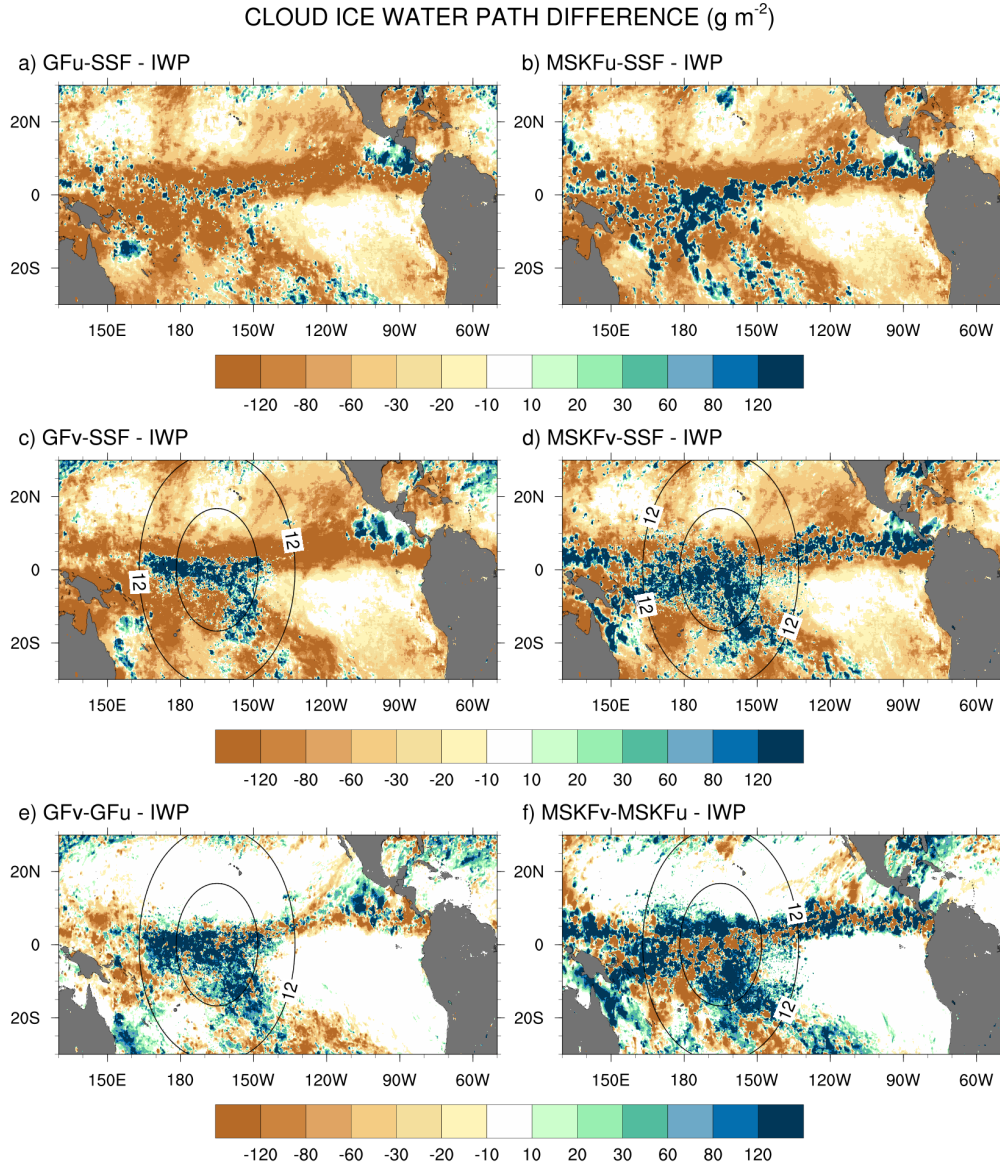 CLOUD ICE WATER PATH DIFFERENCE (g m-2)
a) GFu-SSF - IWP
b) MSKFu-SSF - IWP
20N
0
20S
150E 180 150W 120W 90W 60W
20N
0
20S
150E 180 150W 120W 90W 60W
-120 -80 -60 -30 -20 -10 10 20 30 60 80 120
c) GFv-SSF - IWP
d) MSKFv-SSF - IWP
20N
0
20S
12
12
150E 180 150W 120W 90W 60W
20N
0
20S
12
12
12
150E 180 150W 120W 90W 60W
-120 -80 -60 -30 -20 -10 10 20 30 60 80 120
e) GFv-GFu - IWP
f) MSKFv-MSKFu - IWP
20N
0
20S
12
150E 180 150W 120W 90W 60W
20N
0
20S
12
12
150E 180 150W 120W 90W 60W
-120 -80 -60 -30 -20 -10 10 20 30 60 80 120